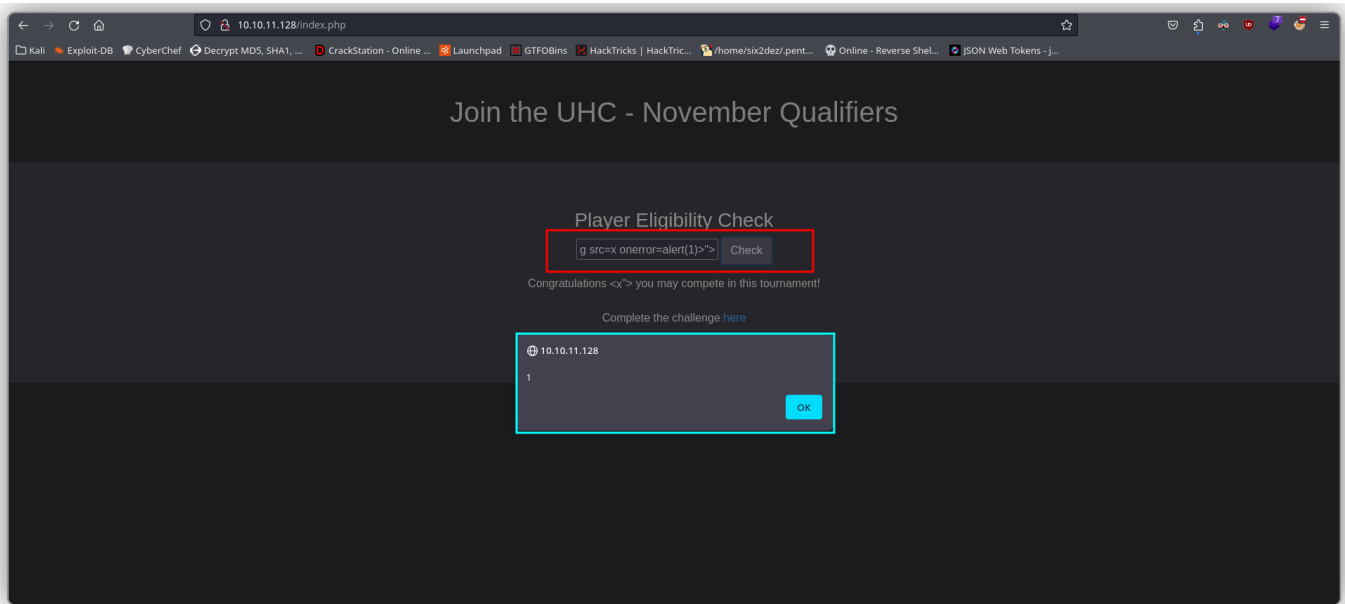 10.10.11.128/index.php
7
Kali Exploit-DB CyberChef Decrypt MD5, SHA1, ... CrackStation - Online ... Launchpad GTFOBins HackTricks | HackTric... /home/six2dez/.pent... Online - Reverse Shel... JSON Web Tokens - j...
Join the UHC - November Qualifiers
Player Eligibility Check
g src=x onerror=alert(1)>"> Check
Congratulations <x"> you may compete in this tournament!
Complete the challenge here
10.10.11.128
1
OK